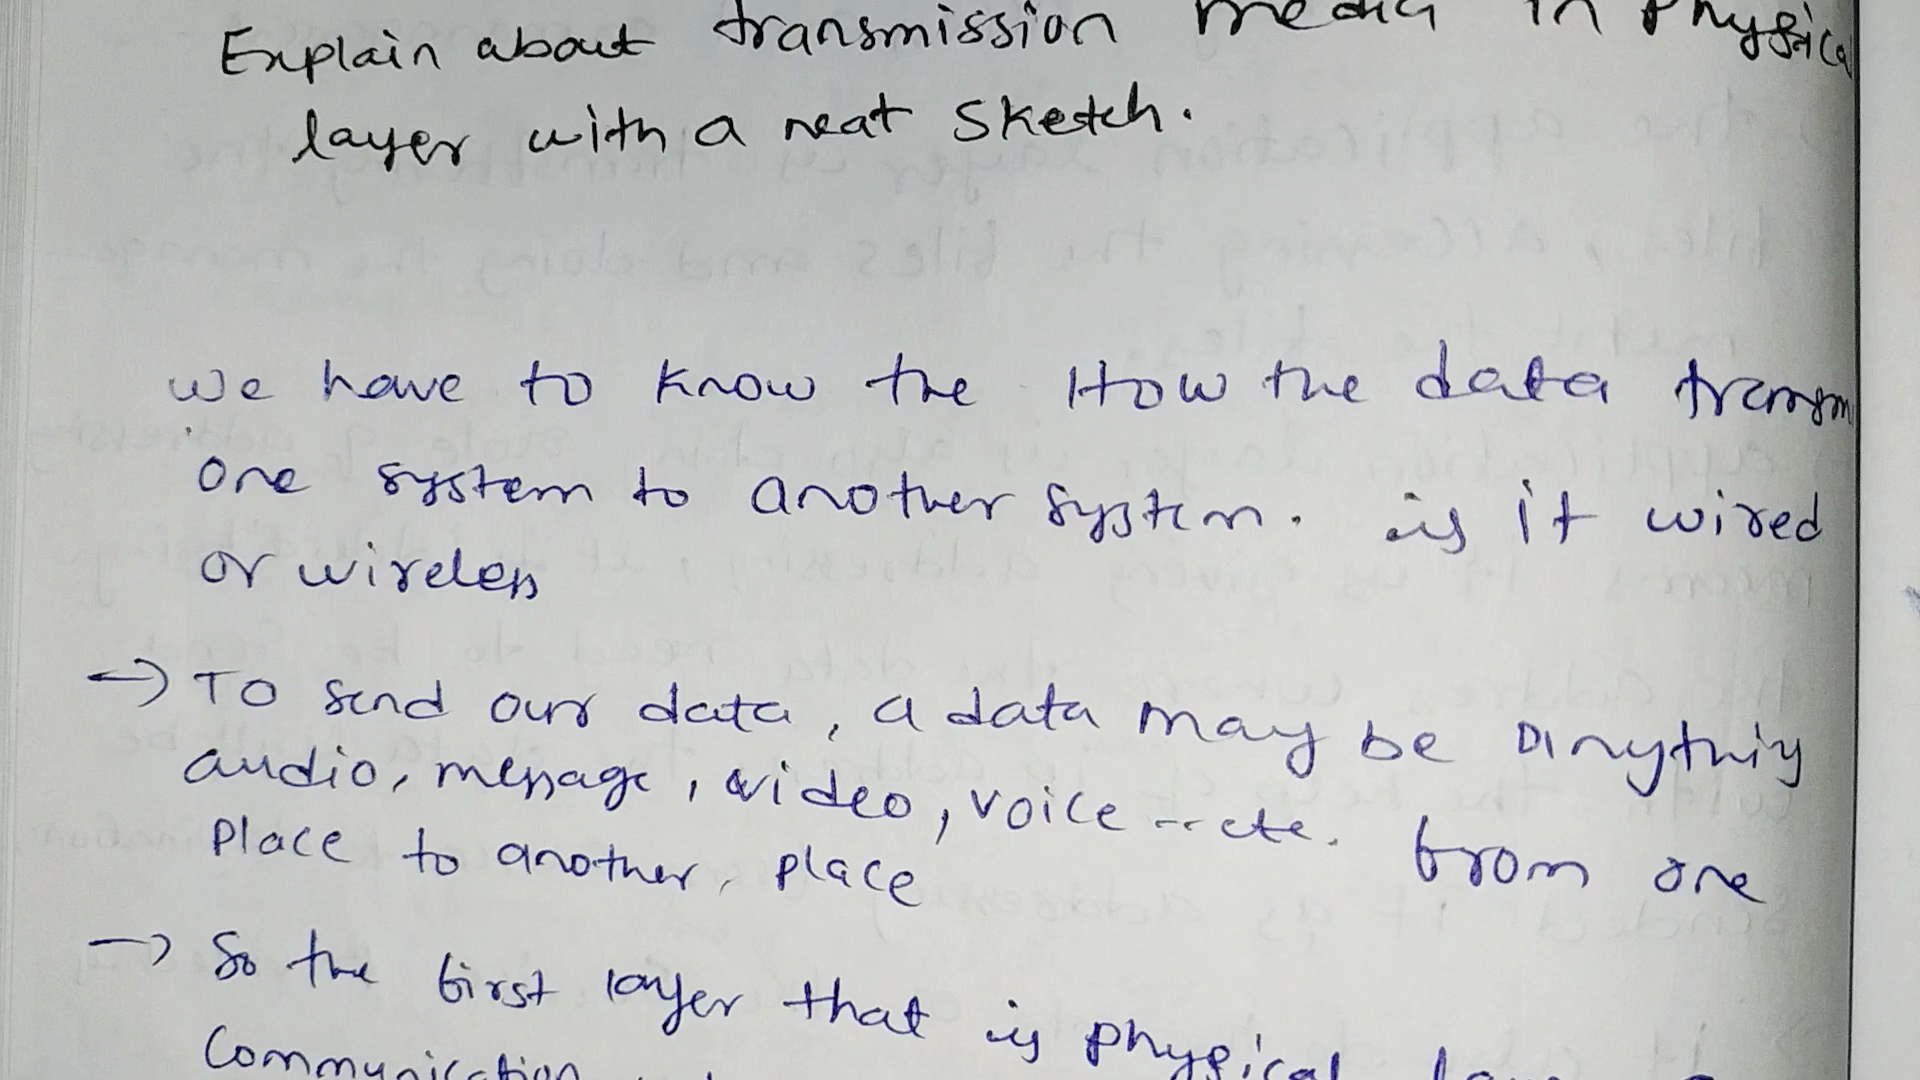 Explain about transmission media in Physical
layer with a neat sketch.
we have to know the How the data transm
one system to another system. is it wired
or wireless
→ To send our data, a data may be anything
audio, message, video, voice --etc. from one
place to another, place
→ So the first layer that is physical
Communication